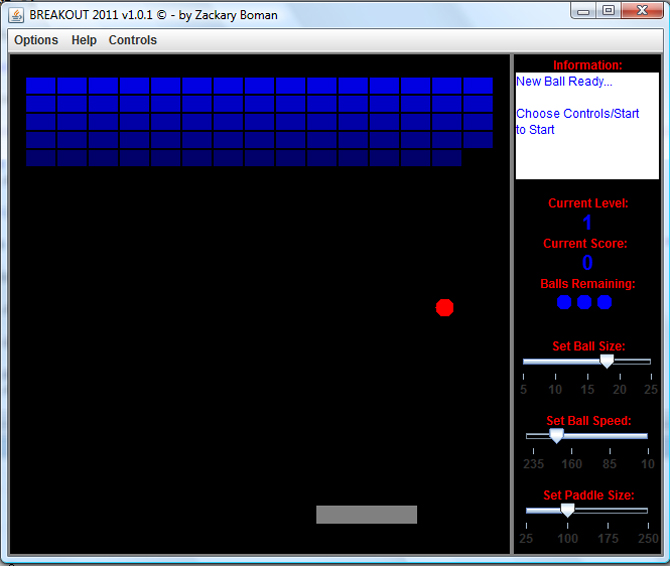 BREAKOUT 2011 v1.0.1 © - by Zackary Boman
Options Help Controls
Information:
New Ball Ready...
Choose Controls/Start
to Start
Current Level:
1
Current Score:
0
Balls Remaining:
Set Ball Size:
5 10 15 20 25
Set Ball Speed:
235 160 85 10
Set Paddle Size:
25 100 175 250